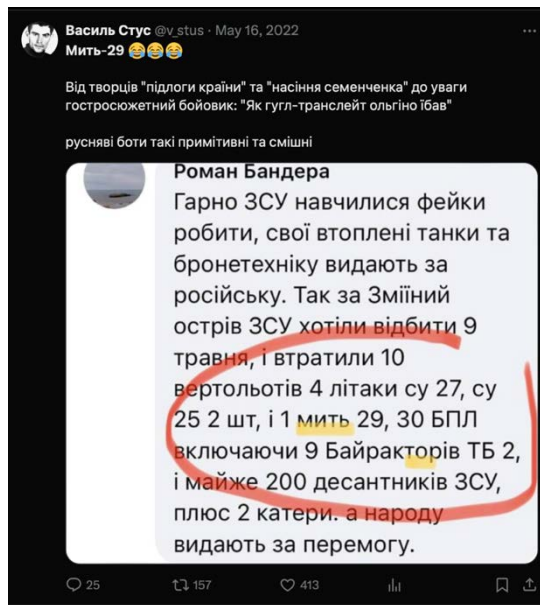 Василь Стус @v_stus · May 16, 2022
Мить-29 😂😂😂
Від творців "підлоги країни" та "насіння семенченка" до уваги
гостросюжетний бойовик: "Як гугл-транслейт ольгіно їбав"
русняві боти такі примітивні та смішні
Роман Бандера
Гарно ЗСУ навчилися фейки
робити, свої втоплені танки та
бронетехніку видають за
російську. Так за Зміїний
острів ЗСУ хотіли відбити 9
травня, і втратили 10
вертольотів 4 літаки су 27, су
25 2 шт, і 1 мить 29, 30 БПЛ
включаючи 9 Байракторів ТБ 2,
і майже 200 десантників ЗСУ,
плюс 2 катери. а народу
видають за перемогу.
25 157 413